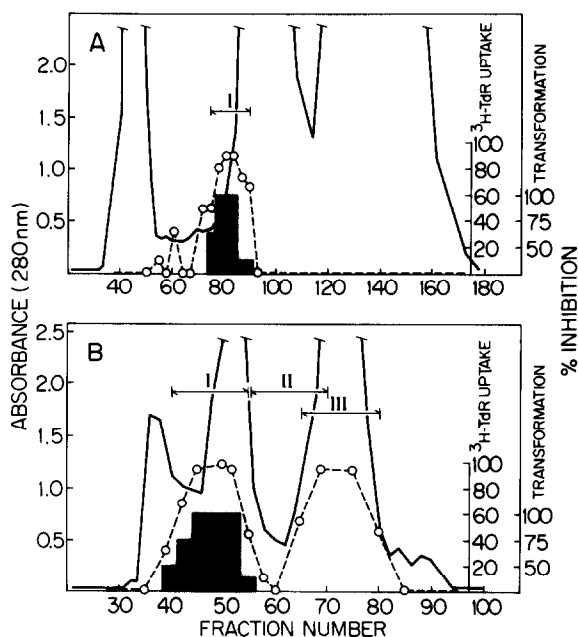 A
2.0
1.5
1.0
0.5
I
100
80
60
40
20
100
75
50
³H-TdR UPTAKE
TRANSFORMATION
40 60 80 100 120 140 160 180
B
2.5
2.0
1.5
1.0
0.5
I II
III
100
80
60
40
20
100
75
50
³H-TdR UPTAKE
TRANSFORMATION
30 40 50 60 70 80 90 100
FRACTION NUMBER
ABSORBANCE (280nm)
% INHIBITION